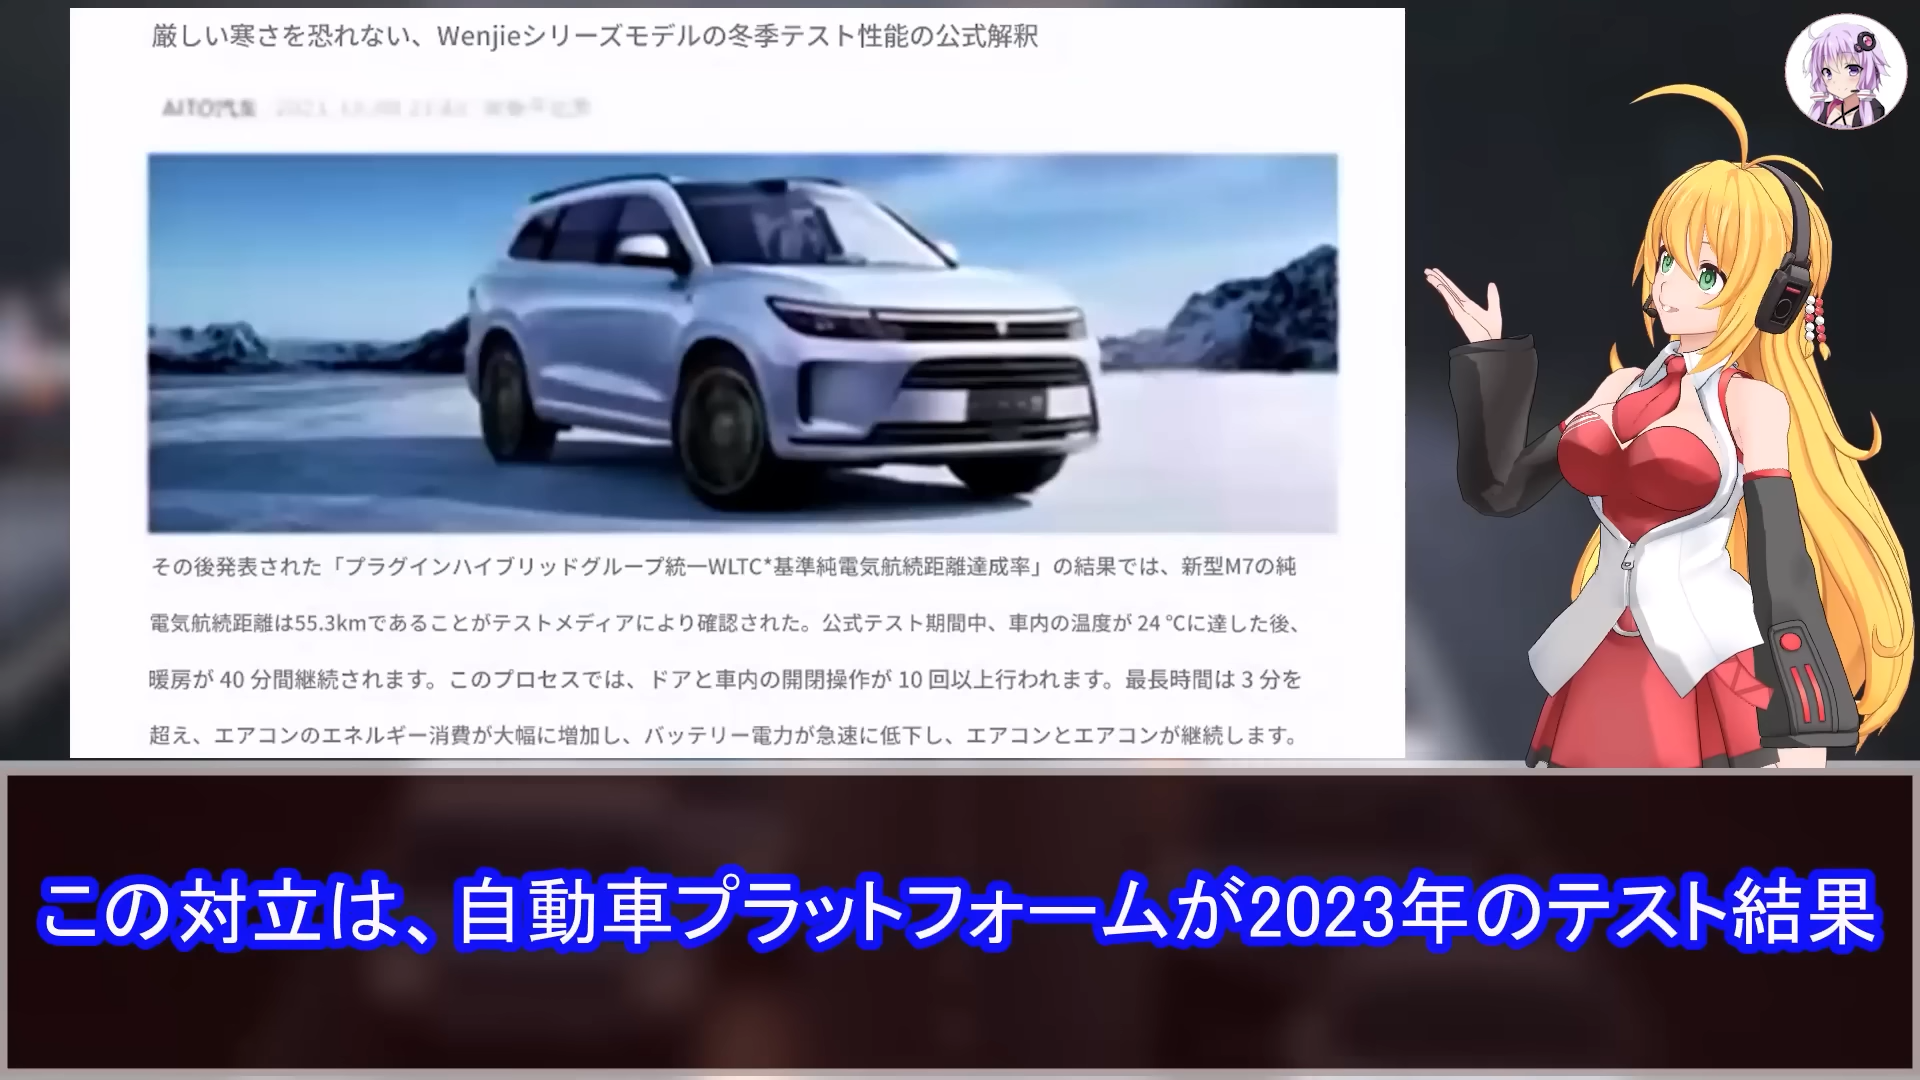 厳しい寒さを恐れない、Wenjieシリーズモデルの冬季テスト性能の公式解釈
AITO汽车
その後発表された「プラグインハイブリッドグループ統一WLTC*基準純電気航続距離達成率」の結果では、新型M7の純
電気航続距離は55.3kmであることがテストメディアにより確認された。公式テスト期間中、車内の温度が 24 ℃に達した後、
暖房が 40 分間継続されます。このプロセスでは、ドアと車内の開閉操作が 10 回以上行われます。最長時間は 3 分を
超え、エアコンのエネルギー消費が大幅に増加し、バッテリー電力が急速に低下し、エアコンとエアコンが継続します。
この対立は、自動車プラットフォームが2023年のテスト結果